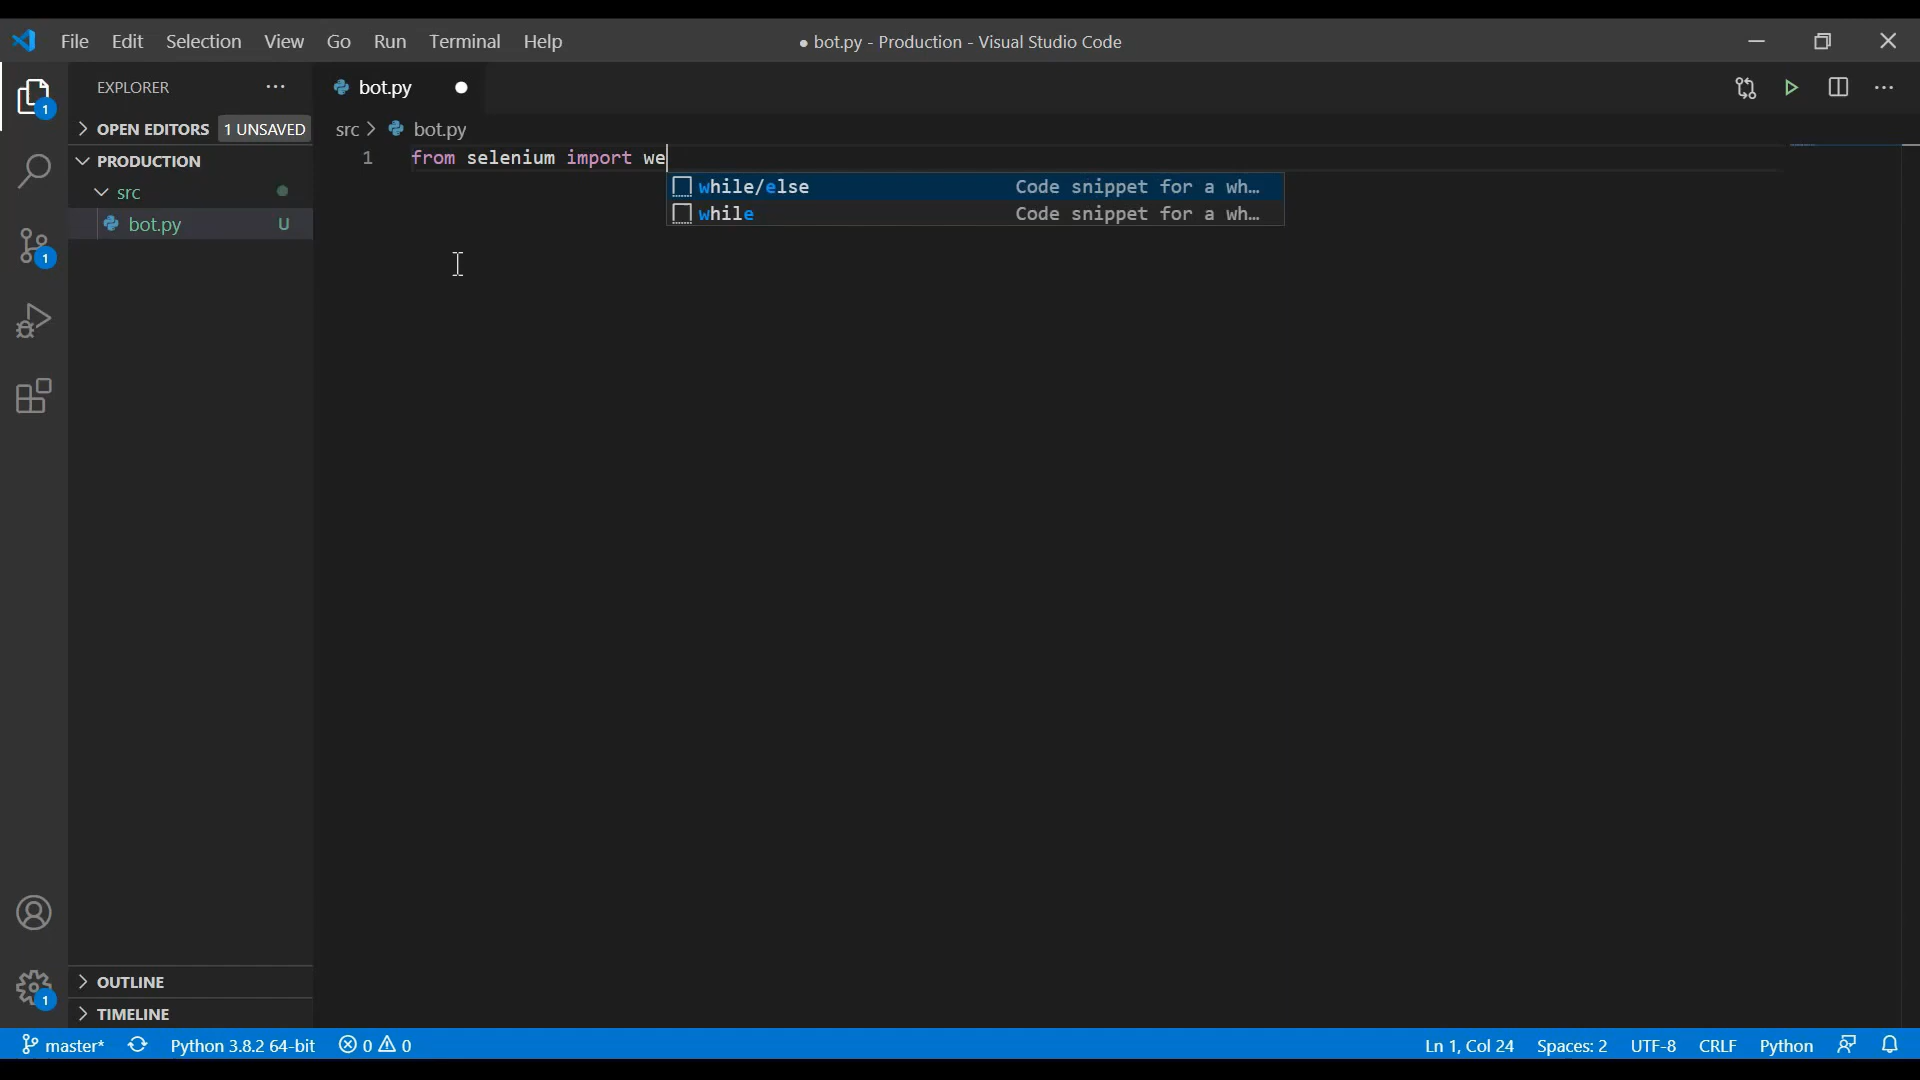 File Edit Selection View Go Run Terminal Help
● bot.py - Production - Visual Studio Code
EXPLORER
bot.py
1
OPEN EDITORS 1 UNSAVED
src > bot.py
PRODUCTION
1 from selenium import we
src
while/else Code snippet for a wh…
while Code snippet for a wh…
bot.py U
1
OUTLINE
1
TIMELINE
master* Python 3.8.2 64-bit 0 0 Ln 1, Col 24 Spaces: 2 UTF-8 CRLF Python